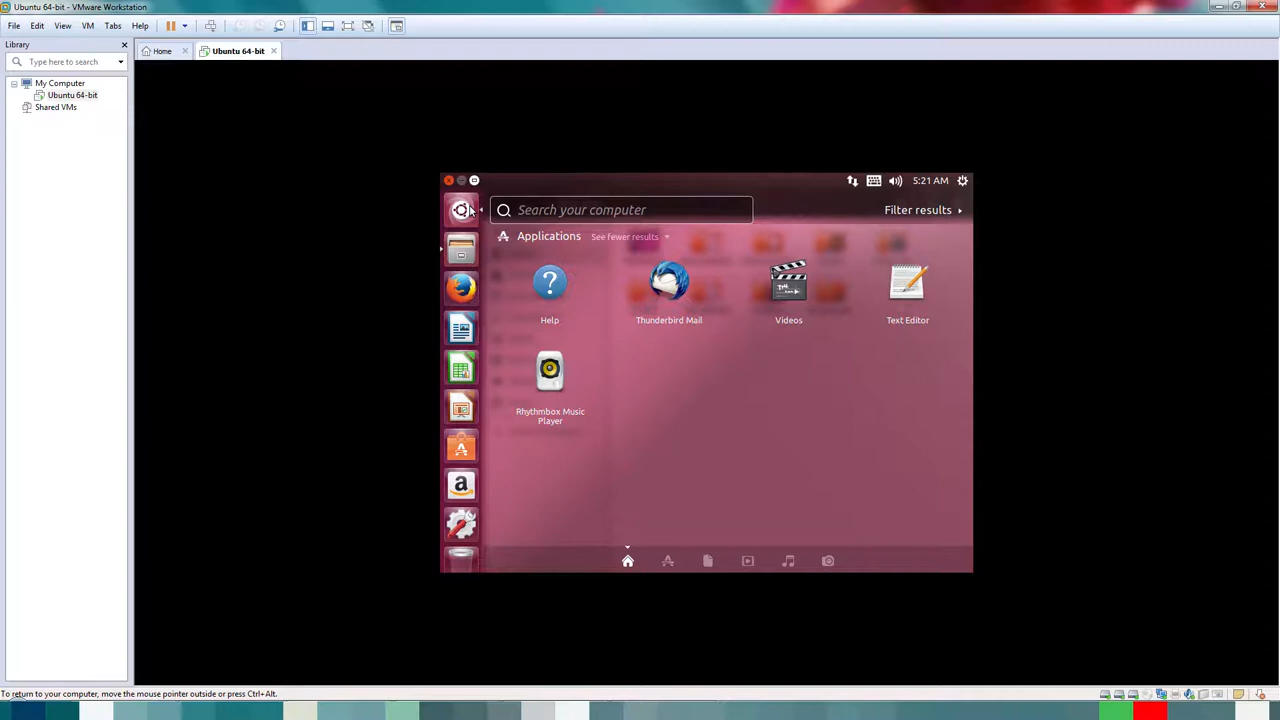 Ubuntu 64-bit - VMware Workstation
File Edit View VM Tabs Help
Library
Home
Ubuntu 64-bit
Type here to search
My Computer
Ubuntu 64-bit
Shared VMs
5:21 AM
Search your computer
Filter results
Applications
See fewer results
Help
Thunderbird Mail
Videos
Text Editor
Rhythmbox Music
Player
To return to your computer, move the mouse pointer outside or press Ctrl+Alt.